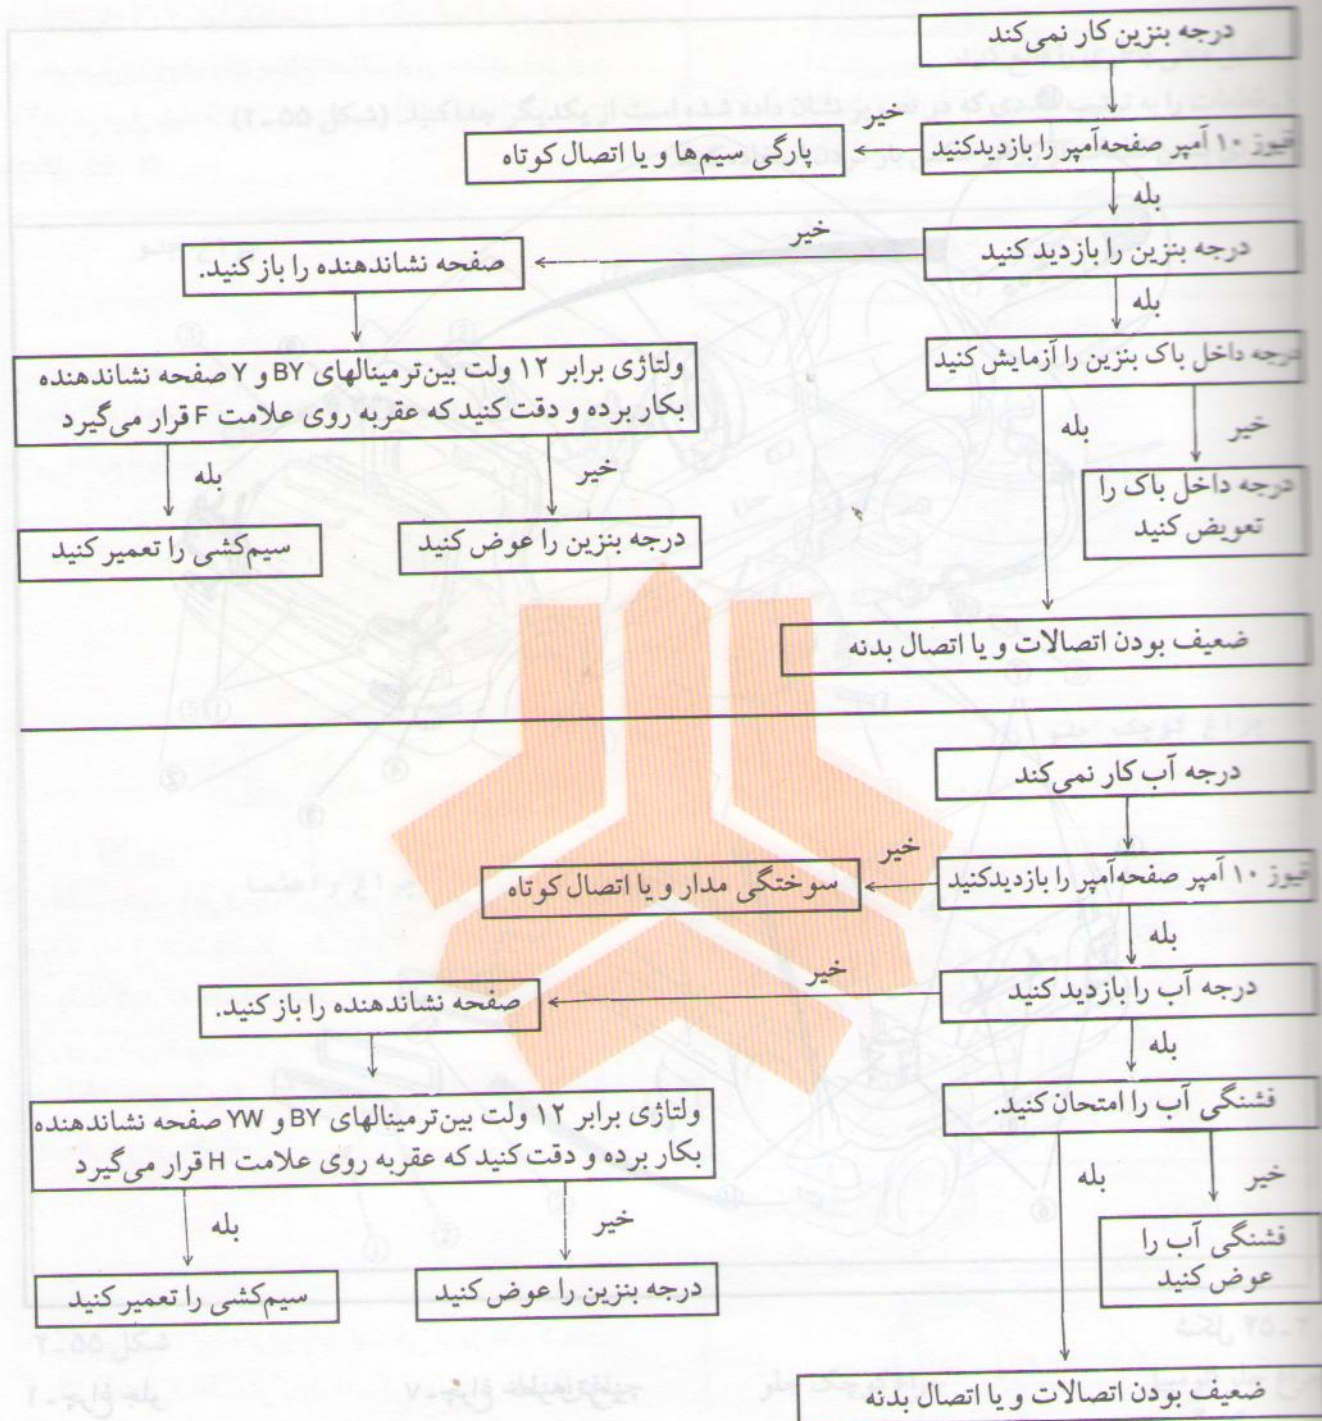 درجه بنزین کار نمی‌کند
فیوز ۱۰ آمپر صفحه‌آمپر را بازدیدکنید
خیر
پارگی سیم‌ها و یا اتصال کوتاه
بله
درجه بنزین را بازدید کنید
خیر
صفحه نشاندهنده را باز کنید.
بله
درجه داخل باک بنزین را آزمایش کنید
ولتاژی برابر ۱۲ ولت بین‌ترمینالهای BY و Y صفحه نشاندهنده
بکار برده و دقت کنید که عقربه روی علامت F قرار می‌گیرد
خیر
بله
خیر
بله
درجه داخل باک را
تعویض کنید
درجه بنزین را عوض کنید
سیم‌کشی را تعمیر کنید
ضعیف بودن اتصالات و یا اتصال بدنه
درجه آب کار نمی‌کند
فیوز ۱۰ آمپر صفحه‌آمپر را بازدیدکنید
خیر
سوختگی مدار و یا اتصال کوتاه
بله
درجه آب را بازدید کنید
خیر
صفحه نشاندهنده را باز کنید.
بله
فشنگی آب را امتحان کنید.
ولتاژی برابر ۱۲ ولت بین‌ترمینالهای BY و YW صفحه نشاندهنده
بکار برده و دقت کنید که عقربه روی علامت H قرار می‌گیرد
خیر
بله
خیر
بله
فشنگی آب را
عوض کنید
درجه بنزین را عوض کنید
سیم‌کشی را تعمیر کنید
ضعیف بودن اتصالات و یا اتصال بدنه